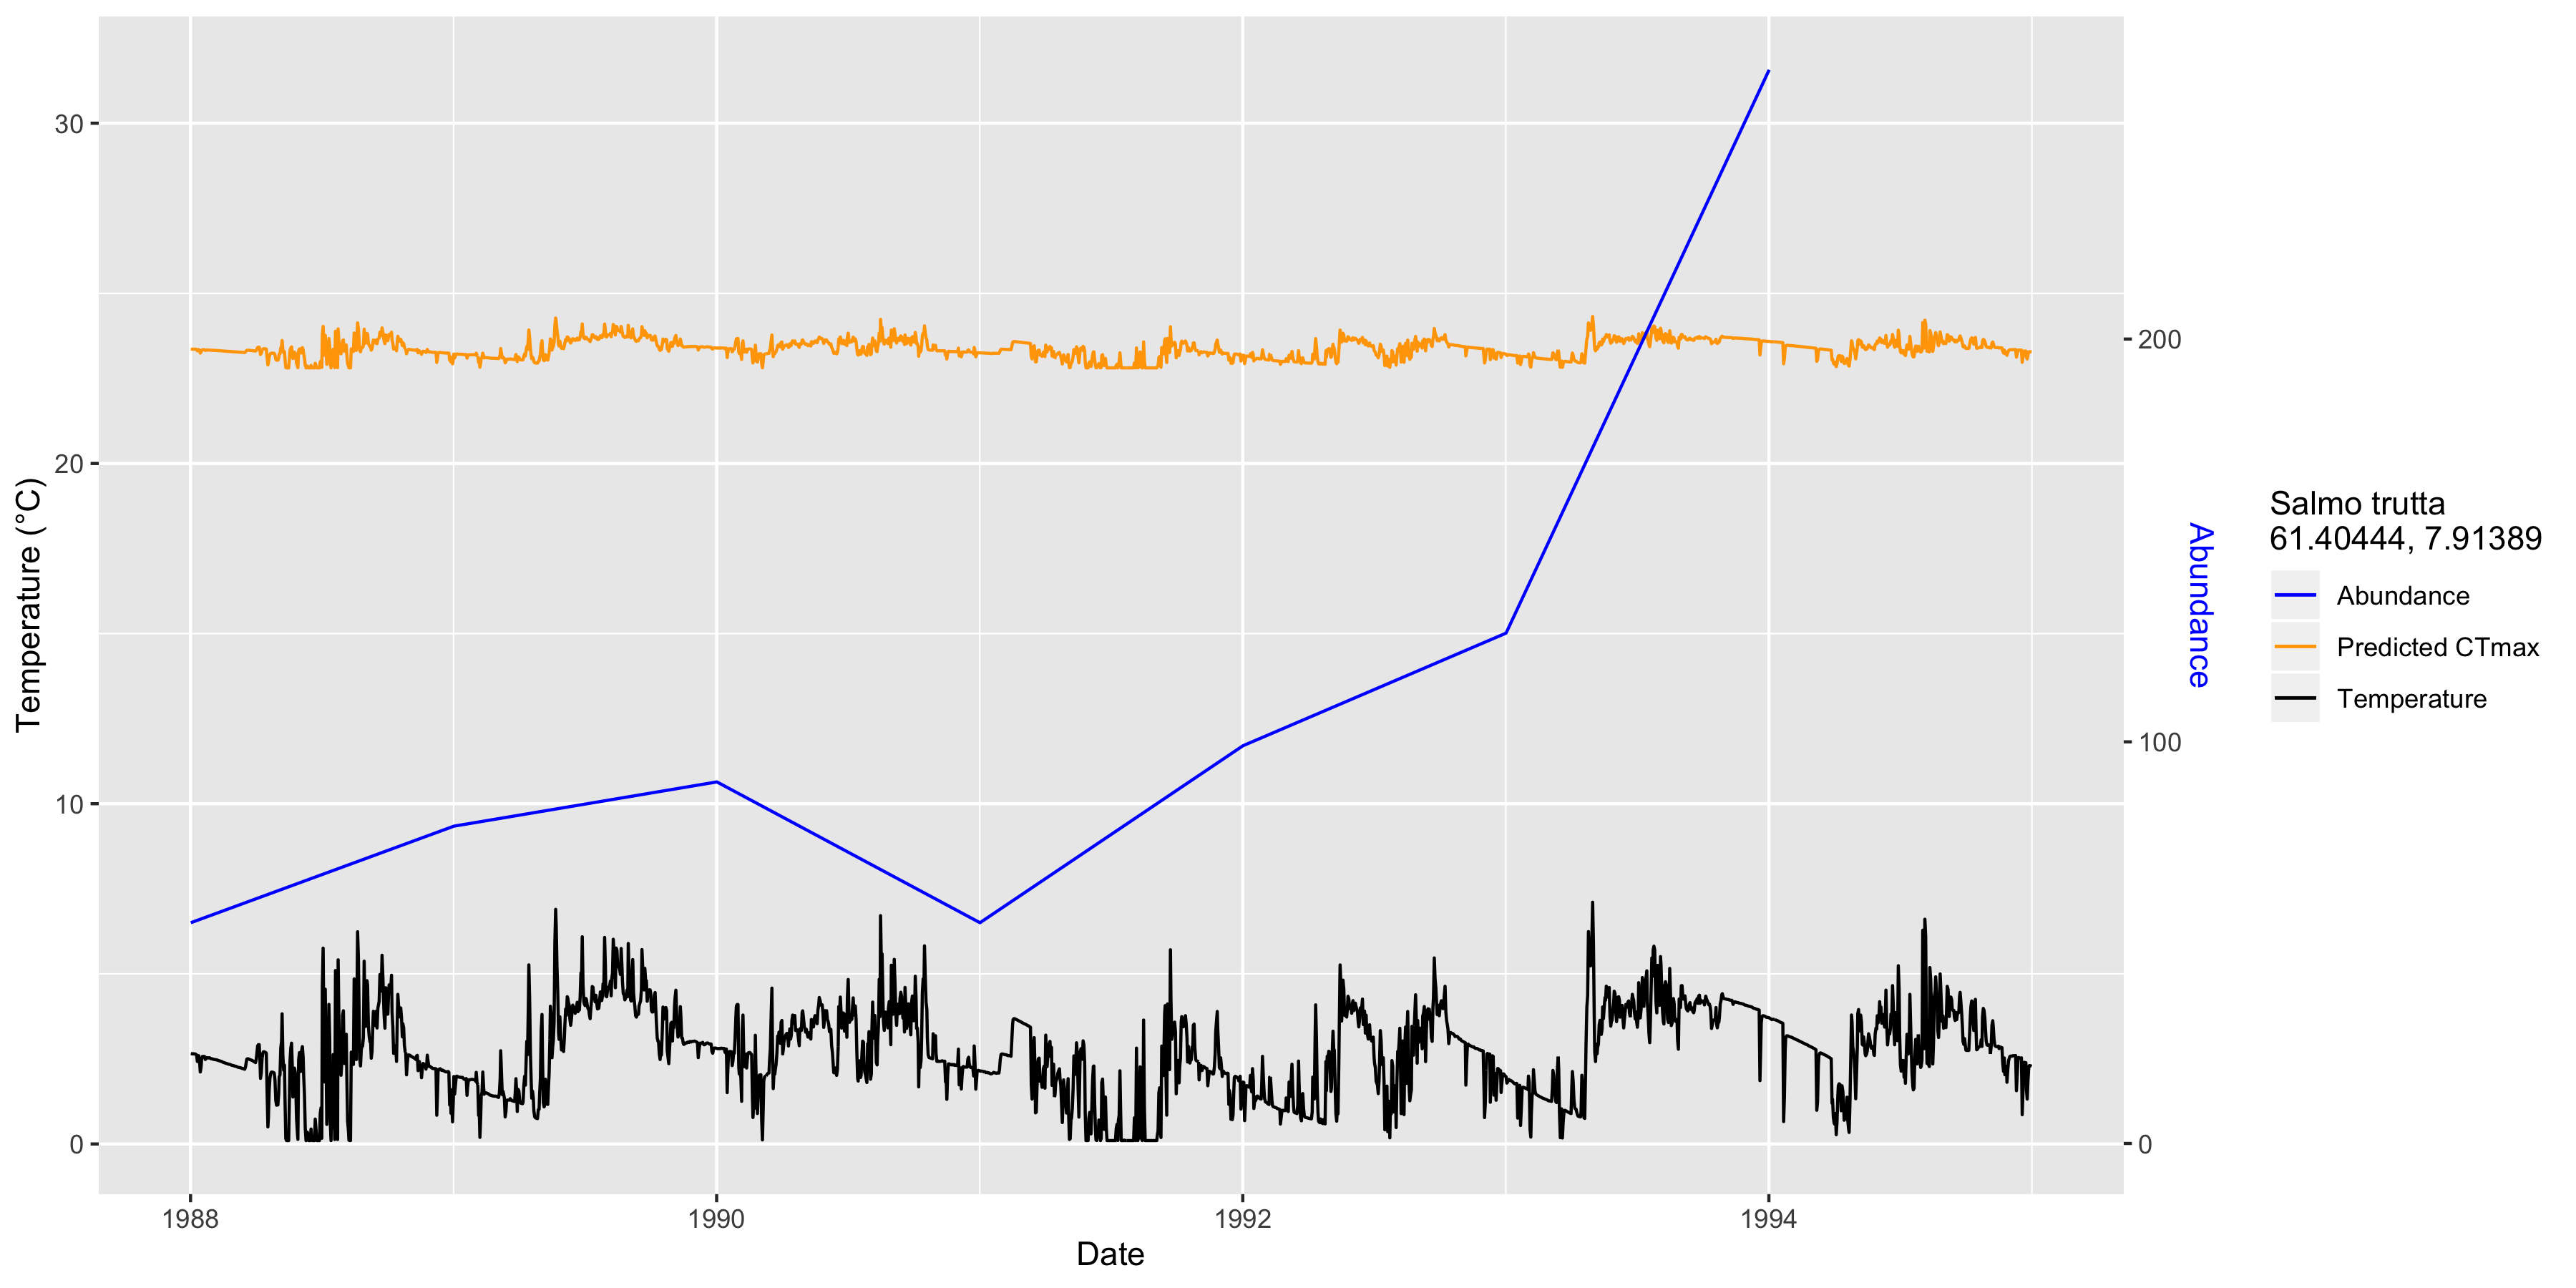 30
20
10
0
Temperature (°C)
1988
1990
1992
1994
Date
200
100
0
Abundance
Salmo trutta
61.40444, 7.91389
Abundance
Predicted CTmax
Temperature